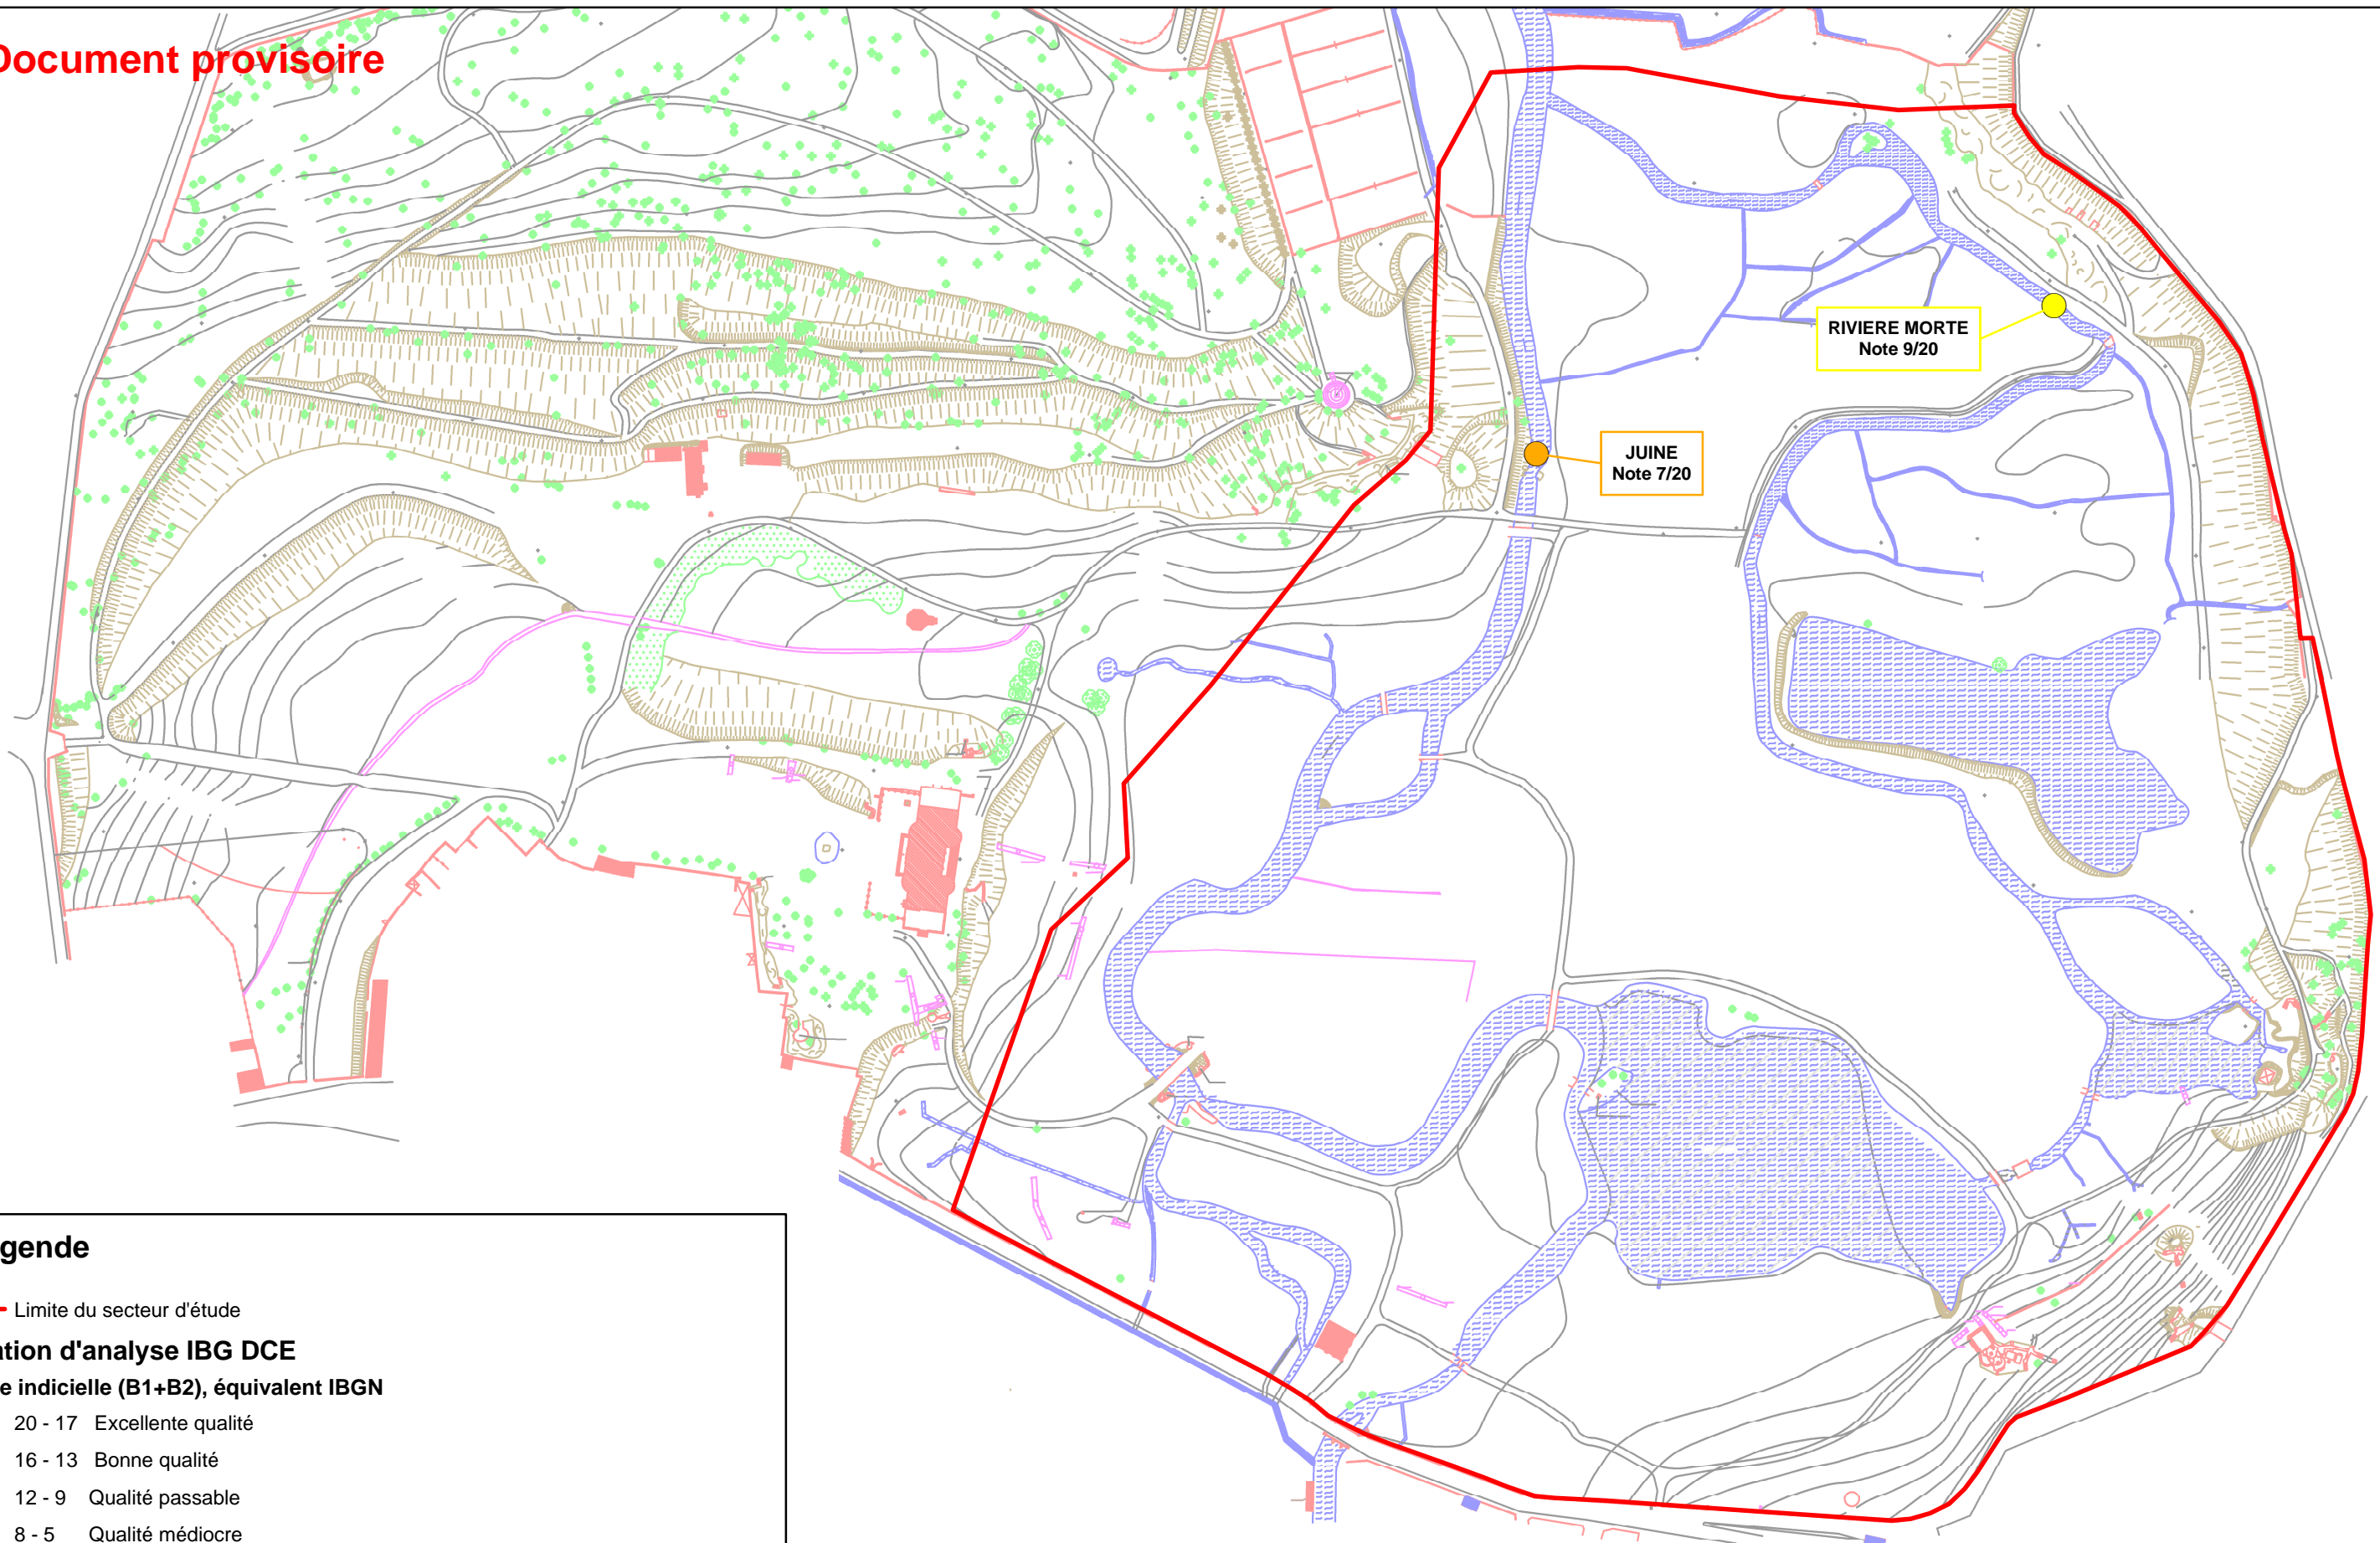 Document provisoire
RIVIERE MORTE
Note 9/20
JUINE
Note 7/20
gende
Limite du secteur d'étude
ation d'analyse IBG DCE
e indicielle (B1+B2), équivalent IBGN
20 - 17 Excellente qualité
16 - 13 Bonne qualité
12 - 9 Qualité passable
8 - 5 Qualité médiocre